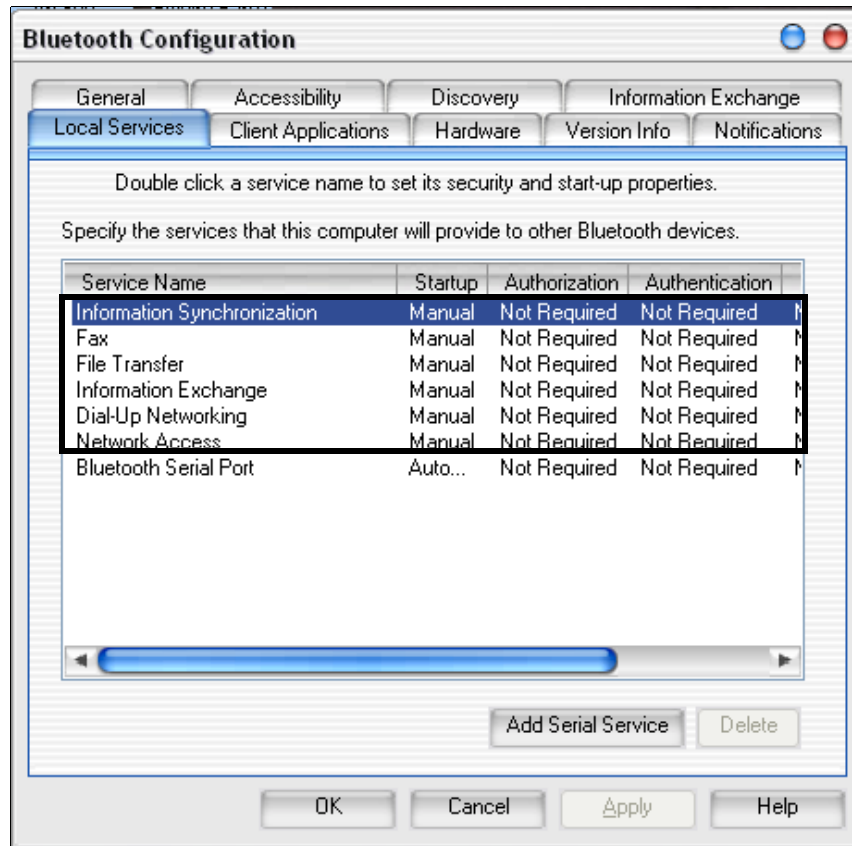 Bluetooth Configuration
General Accessibility Discovery Information Exchange
Local Services Client Applications Hardware Version Info Notifications
Double click a service name to set its security and start-up properties.
Specify the services that this computer will provide to other Bluetooth devices.
Service Name Startup Authorization Authentication
Information Synchronization Manual Not Required Not Required
Fax Manual Not Required Not Required
File Transfer Manual Not Required Not Required
Information Exchange Manual Not Required Not Required
Dial-Up Networking Manual Not Required Not Required
Network Access Manual Not Required Not Required
Bluetooth Serial Port Auto... Not Required Not Required
Add Serial Service Delete
OK Cancel Apply Help